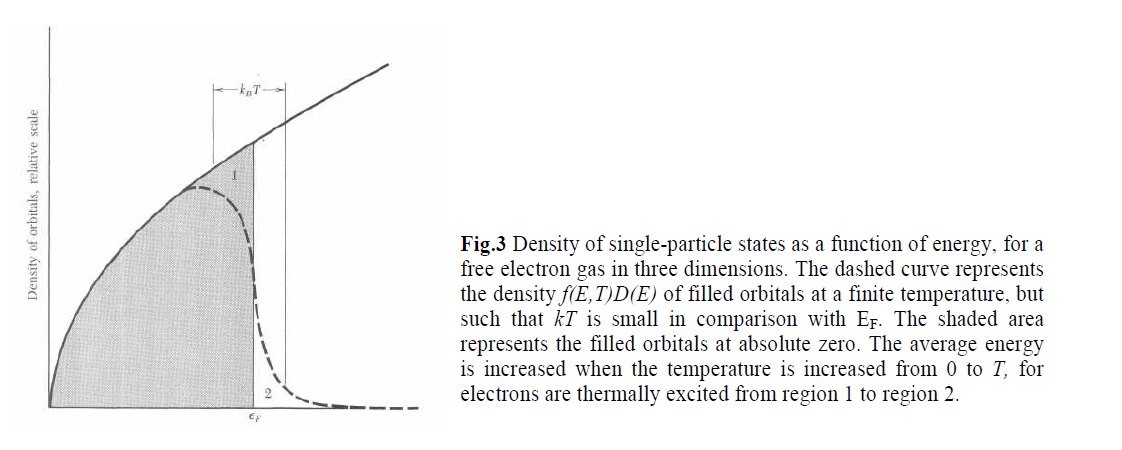 Density of orbitals, relative scale
k_BT
1
2
ϵ_F
Fig.3 Density of single-particle states as a function of energy, for a
free electron gas in three dimensions. The dashed curve represents
the density f(E,T)D(E) of filled orbitals at a finite temperature, but
such that kT is small in comparison with E_F. The shaded area
represents the filled orbitals at absolute zero. The average energy
is increased when the temperature is increased from 0 to T, for
electrons are thermally excited from region 1 to region 2.